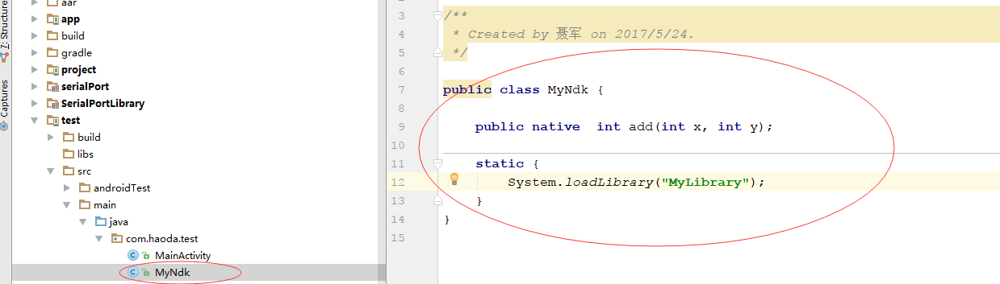 aar
app
build
gradle
project
serialPort
SerialPortLibrary
test
build
libs
src
androidTest
main
java
com.haoda.test
MainActivity
MyNdk
7: Structure
Captures
3 /**
4 * Created by 聂军 on 2017/5/24.
5 */
6
7 public class MyNdk {
8
9 public native  int add(int x, int y);
10
11 static {
12 System.loadLibrary("MyLibrary");
13 }
14 }
15